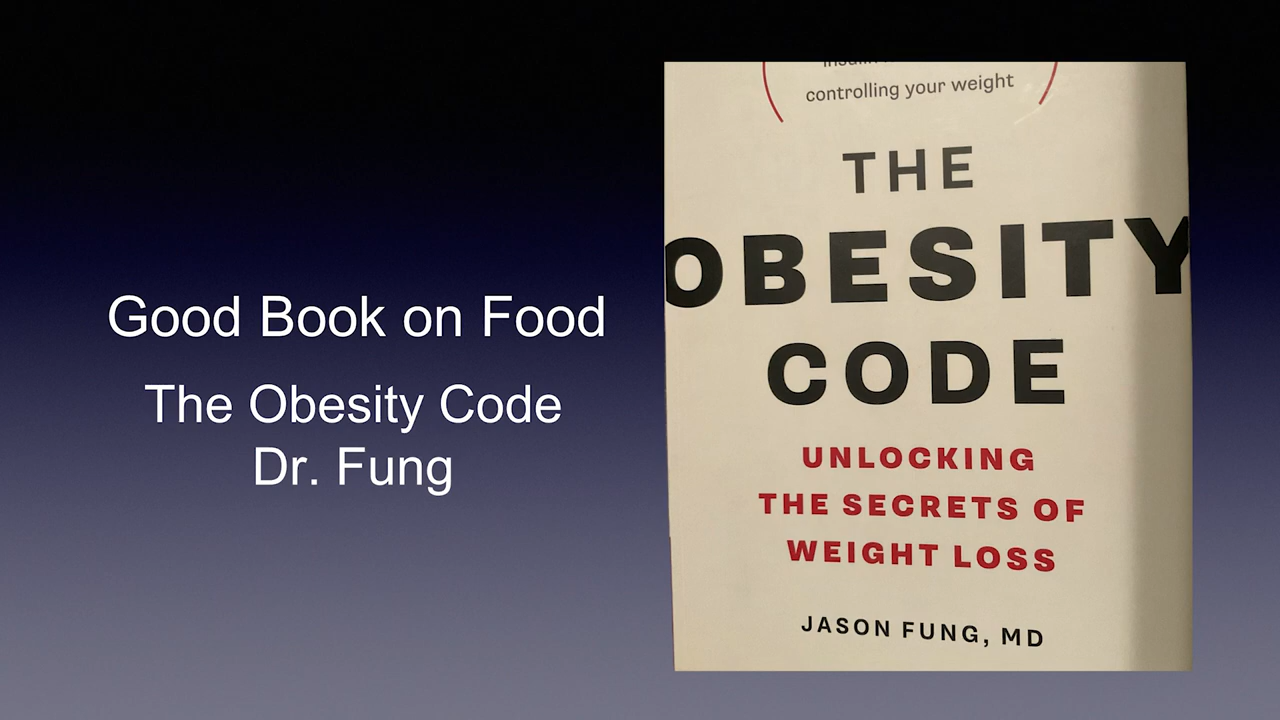 Good Book on Food
The Obesity Code
Dr. Fung
controlling your weight
THE
OBESITY
CODE
UNLOCKING
THE SECRETS OF
WEIGHT LOSS
JASON FUNG, MD